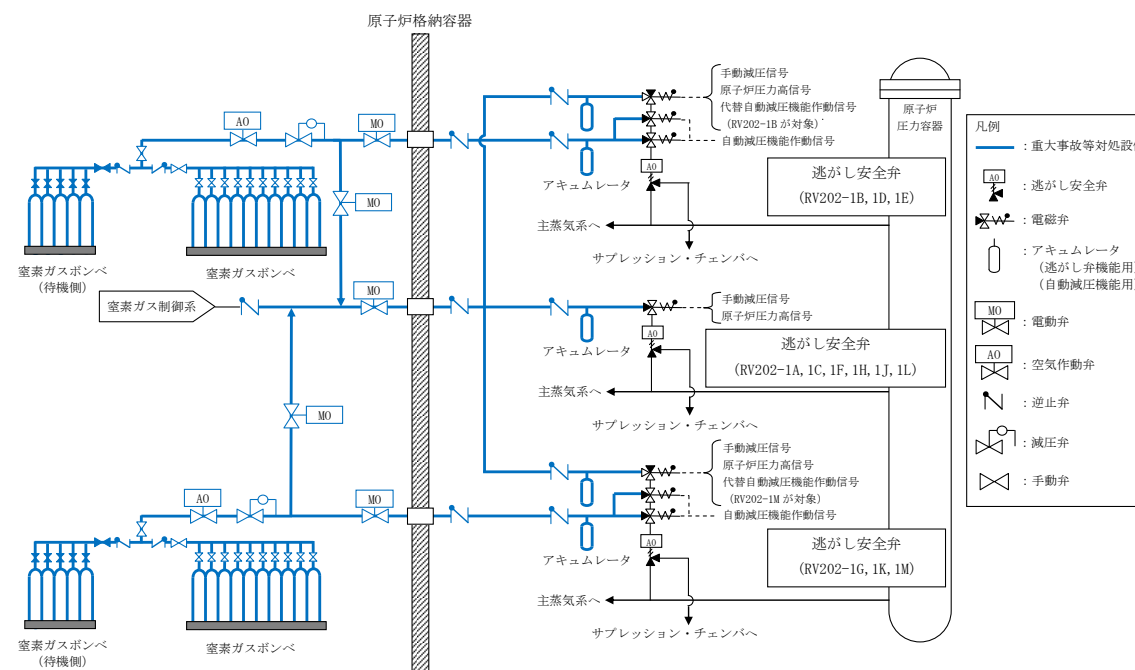 原子炉格納容器
手動減圧信号
原子炉圧力高信号
代替自動減圧機能作動信号
(RV202-1B が対象)
自動減圧機能作動信号
AO
MO
アキュムレータ
AO
逃がし安全弁
(RV202-1B, 1D, 1E)
主蒸気系へ
サプレッション・チェンバへ
MO
窒素ガスボンベ
(待機側)
窒素ガスボンベ
窒素ガス制御系
MO
手動減圧信号
原子炉圧力高信号
アキュムレータ
AO
逃がし安全弁
(RV202-1A, 1C, 1F, 1H, 1J, 1L)
主蒸気系へ
サプレッション・チェンバへ
MO
手動減圧信号
原子炉圧力高信号
代替自動減圧機能作動信号
(RV202-1M が対象)
自動減圧機能作動信号
AO
MO
アキュムレータ
AO
逃がし安全弁
(RV202-1G, 1K, 1M)
主蒸気系へ
サプレッション・チェンバへ
窒素ガスボンベ
(待機側)
窒素ガスボンベ
原子炉
圧力容器
凡例
：重大事故等対処設
AO
：逃がし安全弁
：電磁弁
：アキュムレータ
(逃がし弁機能用)
(自動減圧機能用)
MO
：電動弁
AO
：空気作動弁
：逆止弁
：減圧弁
：手動弁